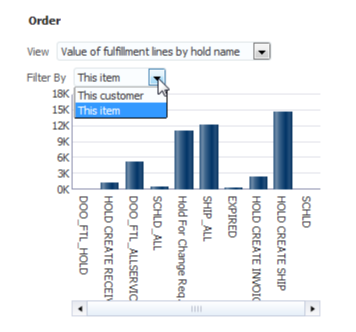 Order
View Value of fulfillment lines by hold name
Filter By This item
This customer
This item
18K
15K
12K
9K
6K
3K
0K
DOO_FTL_HOLD
HOLD CREATE RECEI
DOO_FTL_ALLSERVIC
SCHLD_ALL
Hold For Change Req.
SHIP_ALL
EXPIRED
HOLD CREATE INVOI
HOLD CREATE SHIP
SCHLD